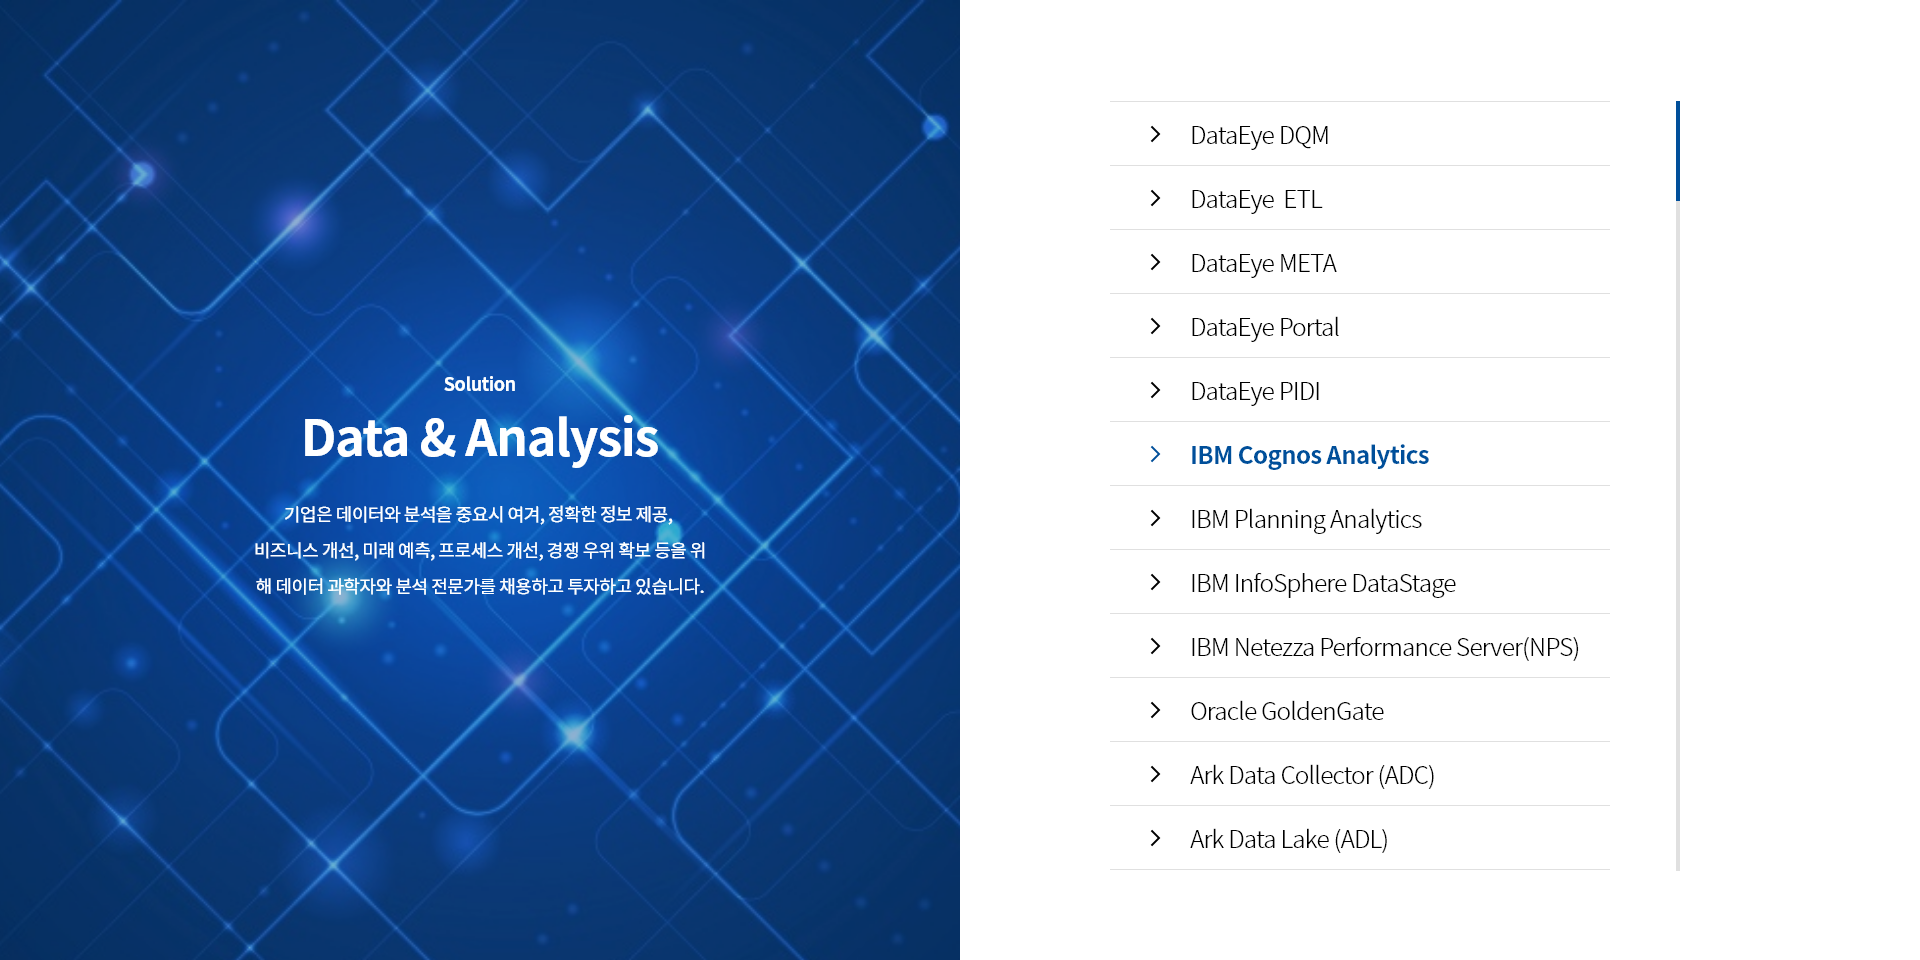 Solution
Data & Analysis
기업은 데이터와 분석을 중요시 여겨, 정확한 정보 제공,
비즈니스 개선, 미래 예측, 프로세스 개선, 경쟁 우위 확보 등을 위
해 데이터 과학자와 분석 전문가를 채용하고 투자하고 있습니다.
DataEye DQM
DataEye ETL
DataEye META
DataEye Portal
DataEye PIDI
IBM Cognos Analytics
IBM Planning Analytics
IBM InfoSphere DataStage
IBM Netezza Performance Server(NPS)
Oracle GoldenGate
Ark Data Collector (ADC)
Ark Data Lake (ADL)